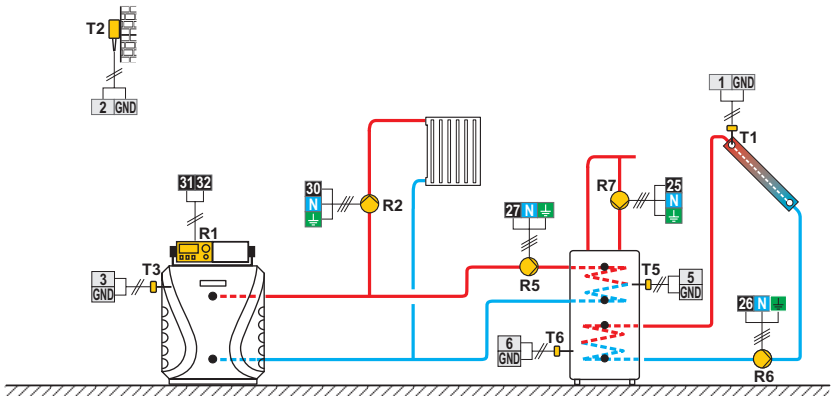 T2
2 GND
1 GND
T1
31 32
30
N
R2
R7
25
N
27 N
R1
T3
3
GND
R5
T5
5
GND
26 N
6
GND
T6
R6